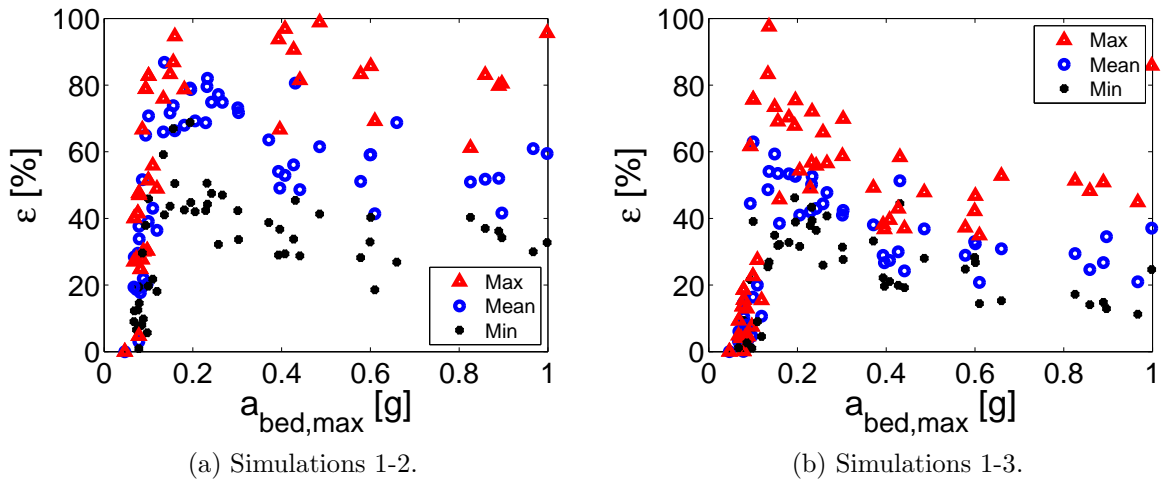 100
80
60
40
20
0
ε [%]
0
0.2
0.4
0.6
0.8
1
a_bed,max [g]
Max
Mean
Min
(a) Simulations 1-2.
100
80
60
40
20
0
ε [%]
0
0.2
0.4
0.6
0.8
1
a_bed,max [g]
Max
Mean
Min
(b) Simulations 1-3.